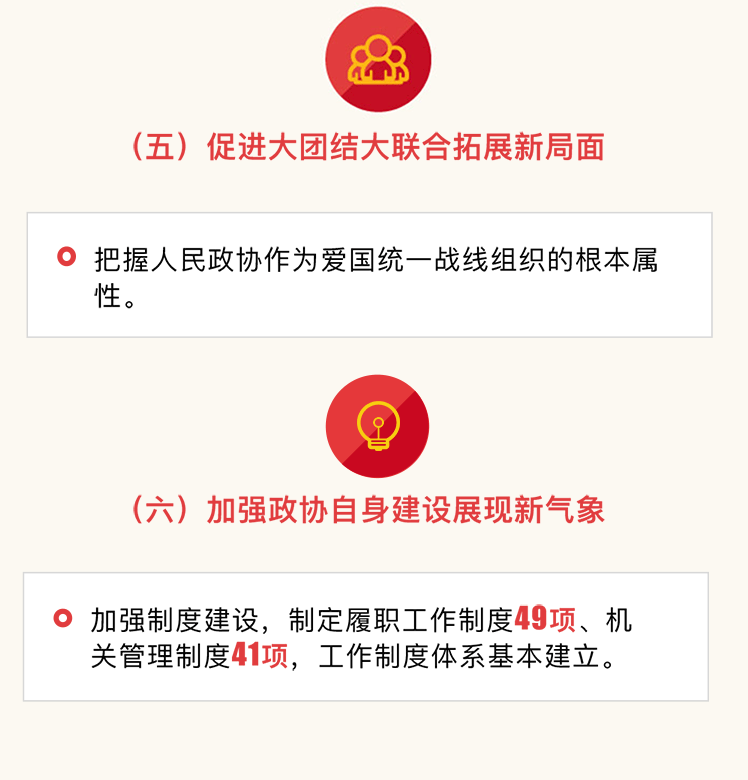 （五）促进大团结大联合拓展新局面
把握人民政协作为爱国统一战线组织的根本属
性。
（六）加强政协自身建设展现新气象
加强制度建设，制定履职工作制度49项、机
关管理制度41项，工作制度体系基本建立。